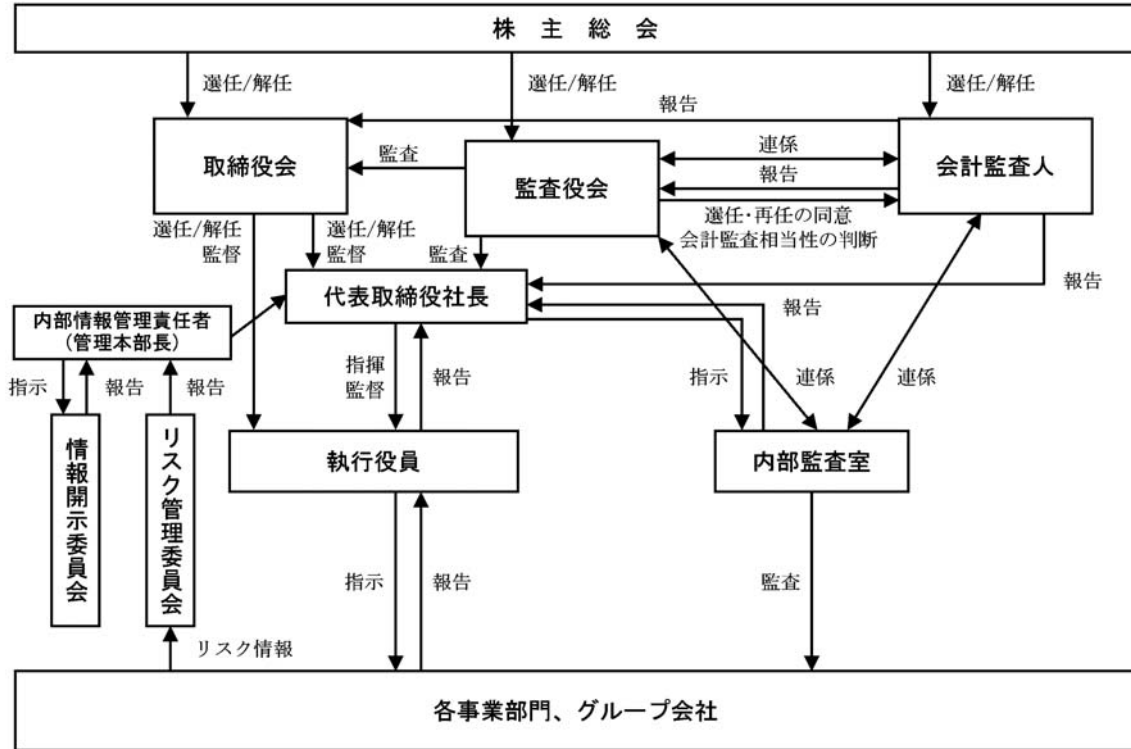 株主総会
選任/解任
選任/解任
選任/解任
報告
取締役会
監査
監査役会
連係
報告
会計監査人
選任・再任の同意
会計監査相当性の判断
選任/解任
監督
選任/解任
監督
監査
代表取締役社長
報告
報告
内部情報管理責任者
(管理本部長)
指示
報告
報告
指揮
監督
報告
指示
連係
連係
情報開示委員会
リスク管理委員会
執行役員
内部監査室
指示
報告
監査
リスク情報
各事業部門、グループ会社